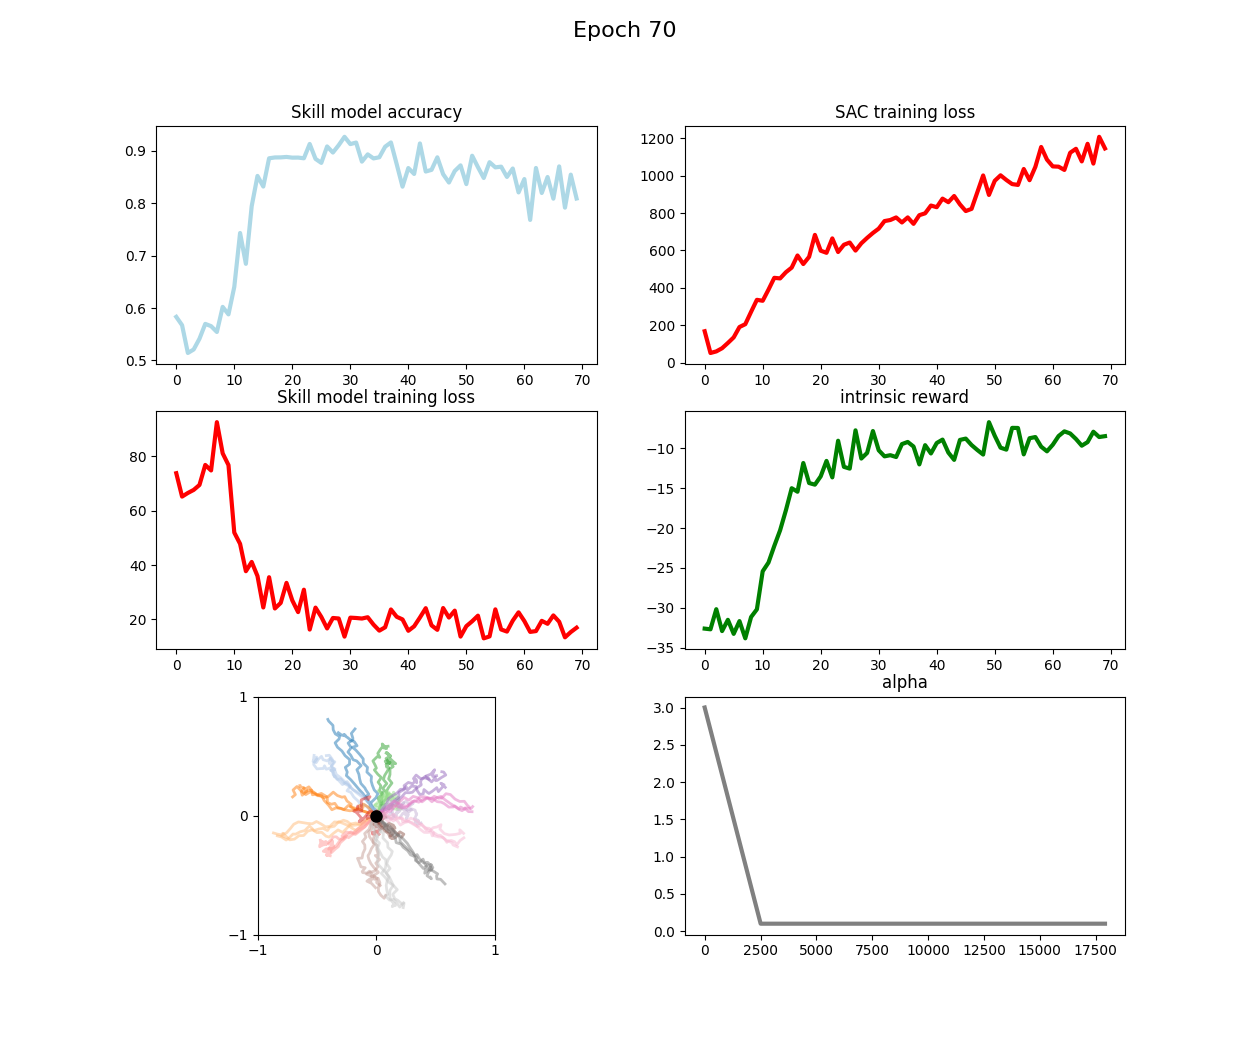 Epoch 70
Skill model accuracy
0.9
0.8
0.7
0.6
0.5
0 10 20 30 40 50 60 70
SAC training loss
1200
1000
800
600
400
200
0
0 10 20 30 40 50 60 70
Skill model training loss
80
60
40
20
0 10 20 30 40 50 60 70
intrinsic reward
−10
−15
−20
−25
−30
−35
0 10 20 30 40 50 60 70
1
0
−1
−1 0 1
alpha
3.0
2.5
2.0
1.5
1.0
0.5
0.0
0 2500 5000 7500 10000 12500 15000 17500